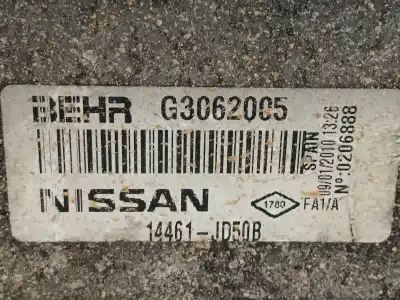 BEHR G3062005
NISSAN
1780
FA1/A
14461-JD50B
SPAIN
09/01/2010 13:26
Nº:0206888